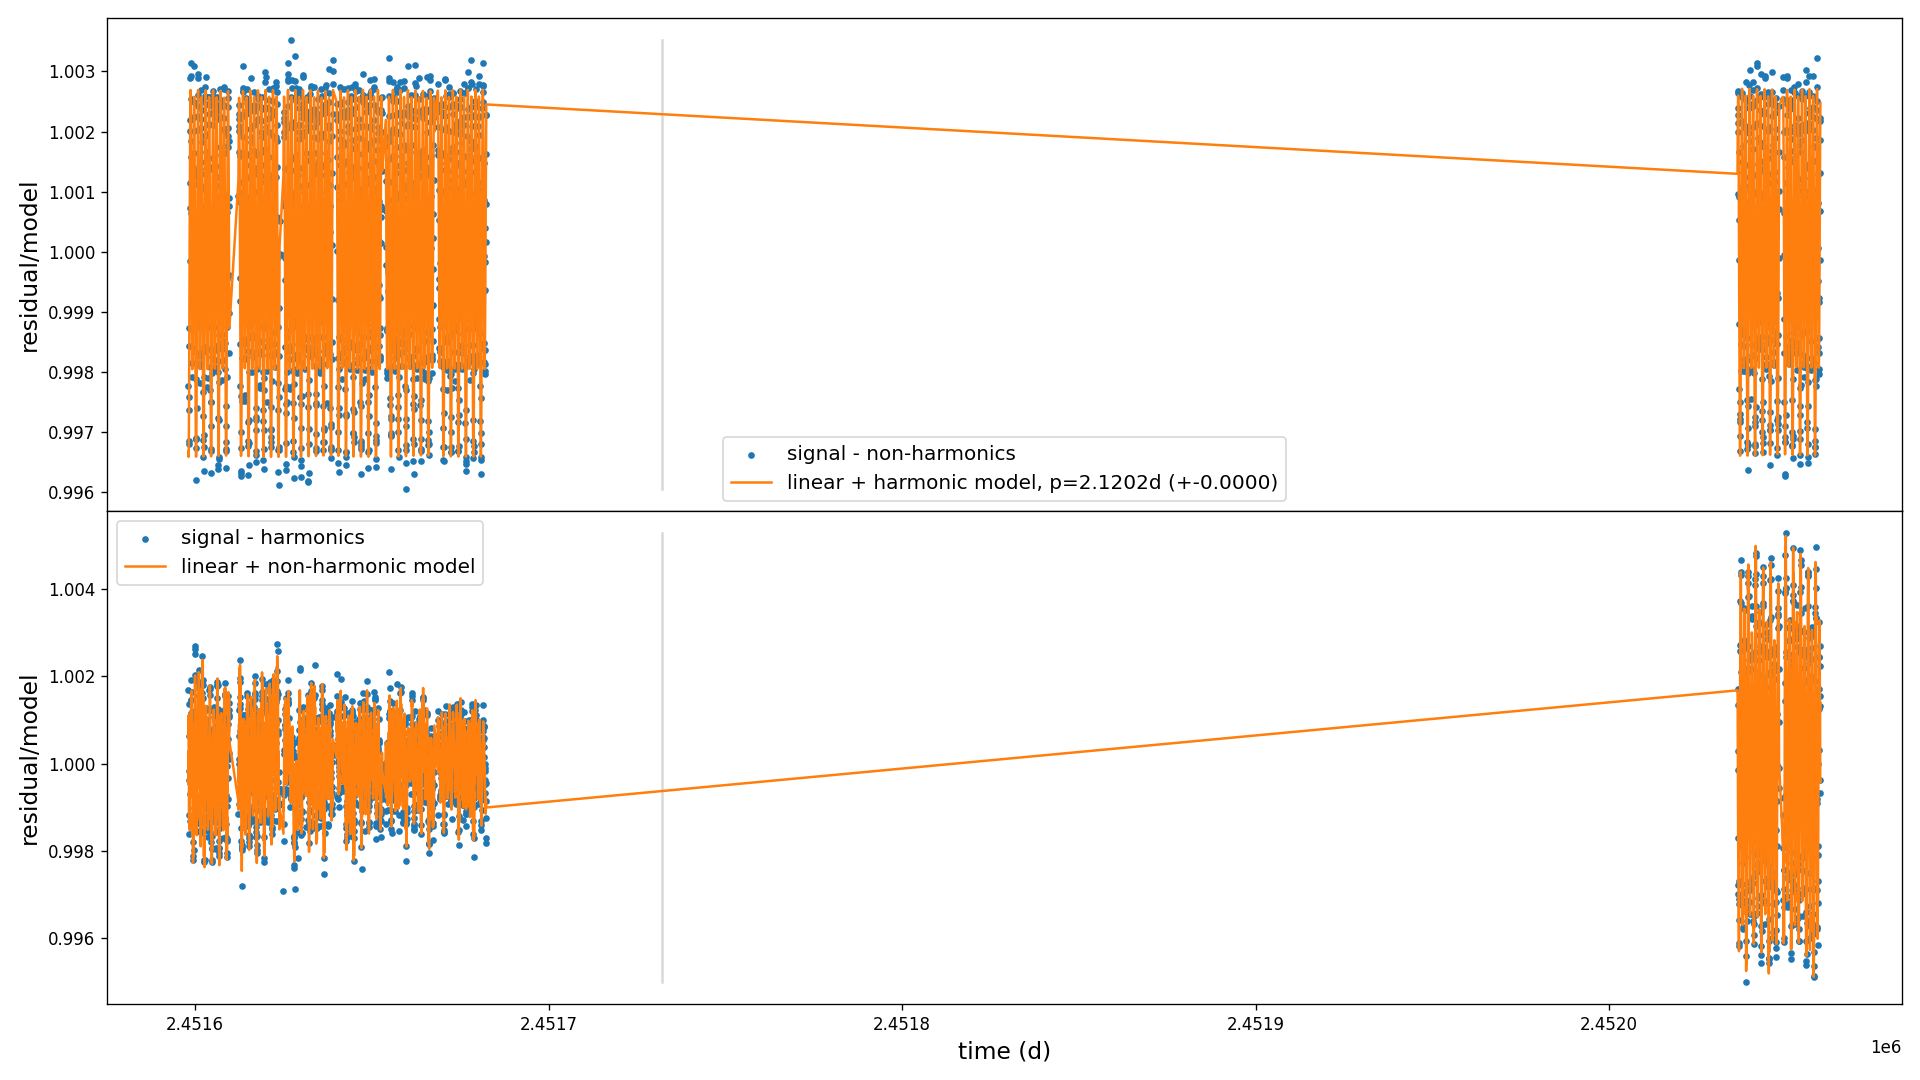 residual/model
1.003
1.002
1.001
1.000
0.999
0.998
0.997
0.996
signal - non-harmonics
linear + harmonic model, p=2.1202d (+-0.0000)
residual/model
1.004
1.002
1.000
0.998
0.996
signal - harmonics
linear + non-harmonic model
2.4516
2.4517
2.4518
2.4519
2.4520
time (d)
1e6